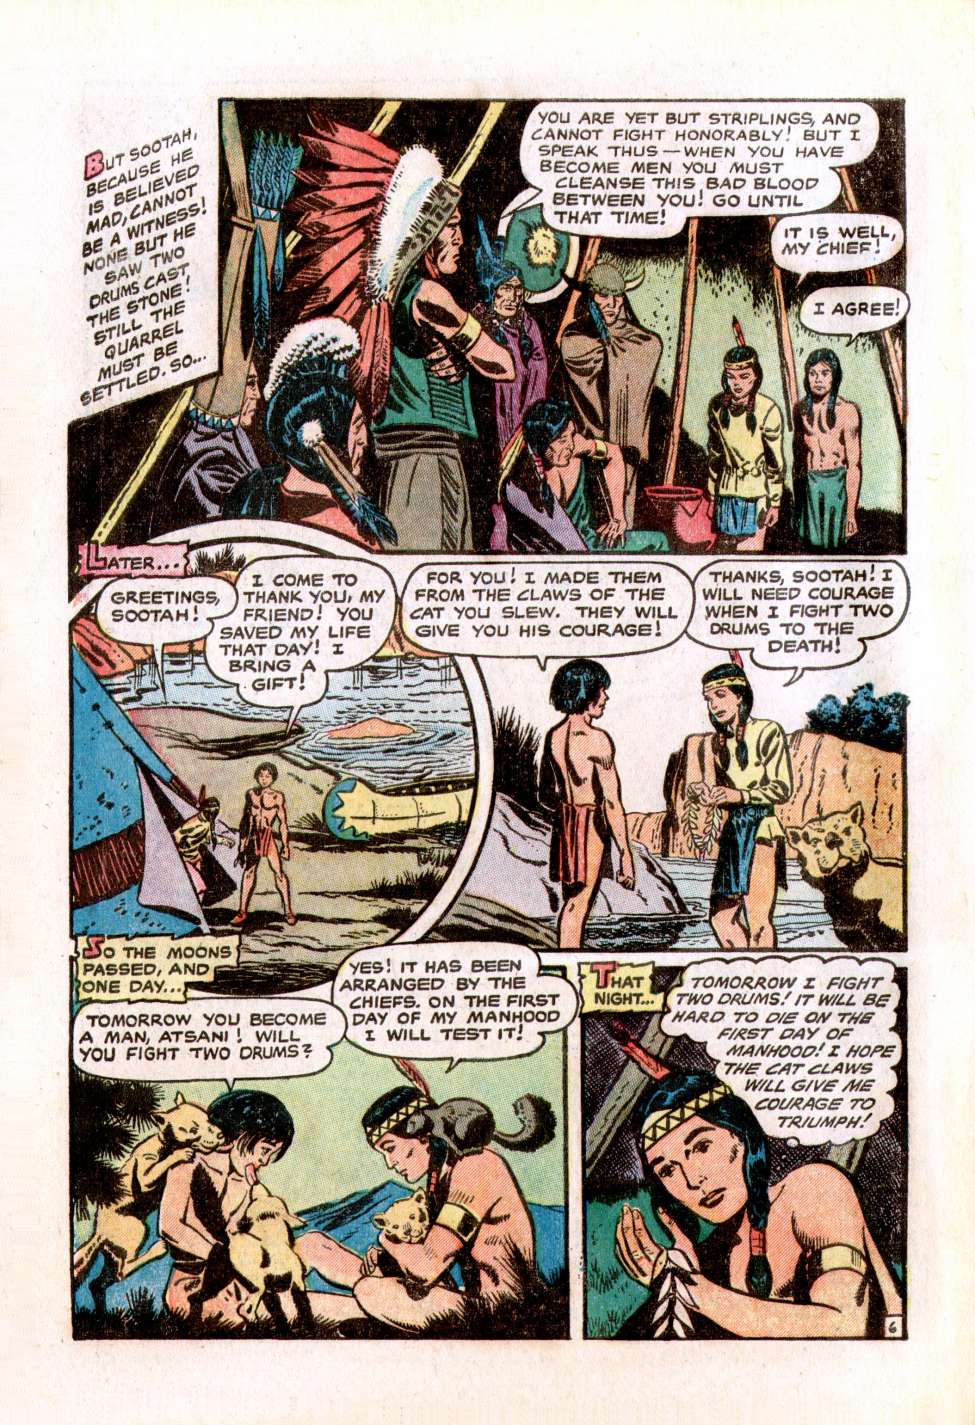 BUT SOOTAH,
BECAUSE HE
IS BELIEVED
MAD, CANNOT
BE A WITNESS!
NONE BUT HE
SAW TWO
DRUMS CAST
THE STONE!
STILL THE
QUARREL
MUST BE
SETTLED. SO...
YOU ARE YET BUT STRIPLINGS, AND
CANNOT FIGHT HONORABLY! BUT I
SPEAK THUS—WHEN YOU HAVE
BECOME MEN YOU MUST
CLEANSE THIS BAD BLOOD
BETWEEN YOU! GO UNTIL
THAT TIME!
IT IS WELL,
MY CHIEF!
I AGREE!
LATER...
GREETINGS,
SOOTAH!
I COME TO
THANK YOU, MY
FRIEND! YOU
SAVED MY LIFE
THAT DAY! I
BRING A
GIFT!
FOR YOU! I MADE THEM
FROM THE CLAWS OF THE
CAT YOU SLEW. THEY WILL
GIVE YOU HIS COURAGE!
THANKS, SOOTAH! I
WILL NEED COURAGE
WHEN I FIGHT TWO
DRUMS TO THE
DEATH!
SO THE MOONS
PASSED, AND
ONE DAY...
TOMORROW YOU BECOME
A MAN, ATSANI! WILL
YOU FIGHT TWO DRUMS?
YES! IT HAS BEEN
ARRANGED BY THE
CHIEFS. ON THE FIRST
DAY OF MY MANHOOD
I WILL TEST IT!
THAT
NIGHT...
TOMORROW I FIGHT
TWO DRUMS! IT WILL BE
HARD TO DIE ON THE
FIRST DAY OF
MANHOOD! I HOPE
THE CAT CLAWS
WILL GIVE ME
COURAGE TO
TRIUMPH!
6